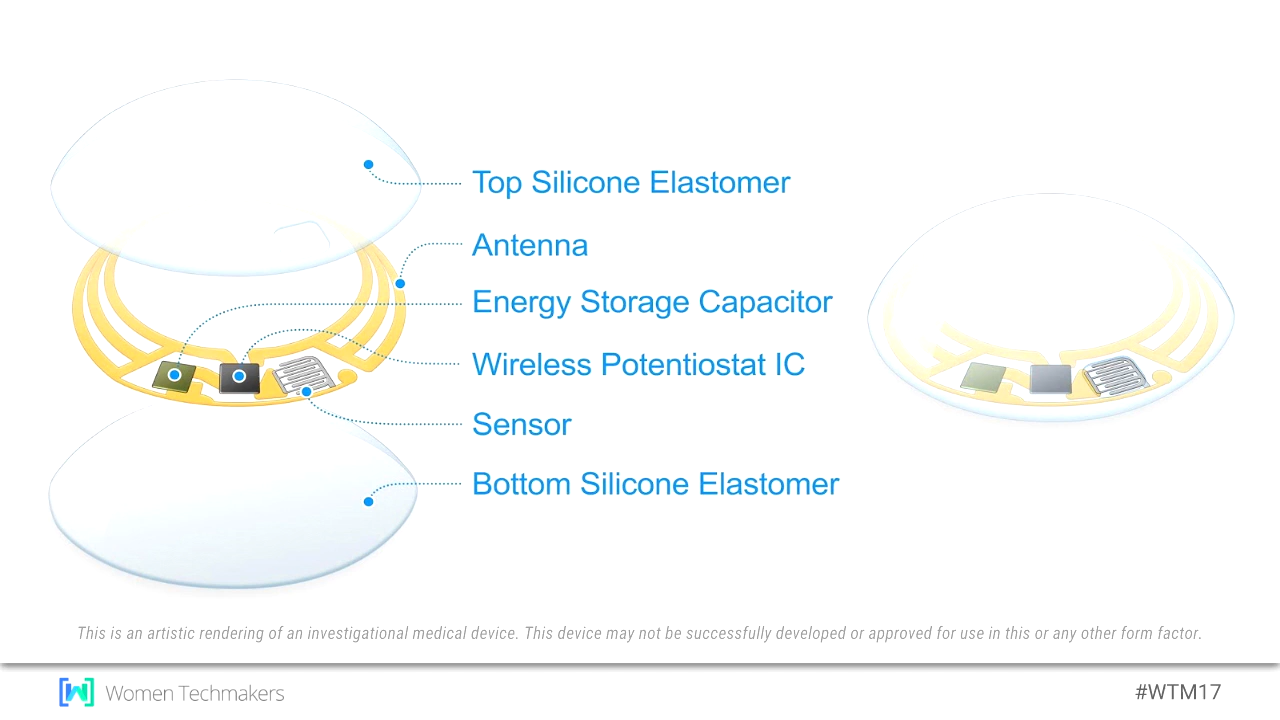 Top Silicone Elastomer
Antenna
Energy Storage Capacitor
Wireless Potentiostat IC
Sensor
Bottom Silicone Elastomer
This is an artistic rendering of an investigational medical device. This device may not be successfully developed or approved for use in this or any other form factor.
Women Techmakers
#WTM17